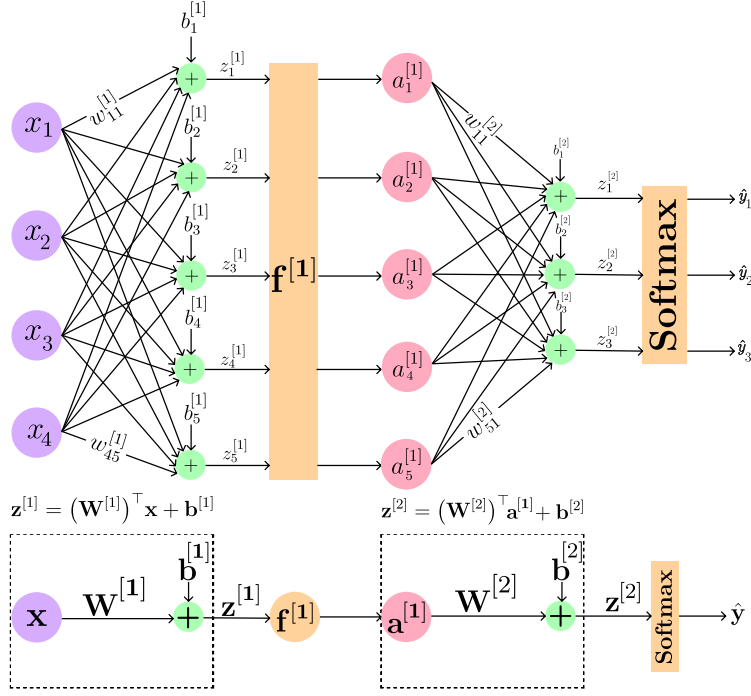 b₁^[1]
z₁^[1]
w₁₁^[1]
+
a₁^[1]
x₁
b₂^[1]
w₁₁^[2]
z₂^[1]
+
a₂^[1]
b₁^[2]
z₁^[2]
+
ŷ₁
x₂
b₃^[1]
b₂^[2]
z₃^[1]
+
f^[1]
a₃^[1]
+
z₂^[2]
Softmax
ŷ₂
b₄^[1]
b₃^[2]
x₃
z₄^[1]
+
a₄^[1]
+
z₃^[2]
ŷ₃
b₅^[1]
x₄
w₄₅^[1]
z₅^[1]
+
a₅^[1]
w₅₁^[2]
z^[1] = (W^[1])^⊤ x + b^[1]
z^[2] = (W^[2])^⊤ a^[1] + b^[2]
b^[1]
b^[2]
x
W^[1]
+
z^[1]
f^[1]
a^[1]
W^[2]
+
z^[2]
Softmax
ŷ